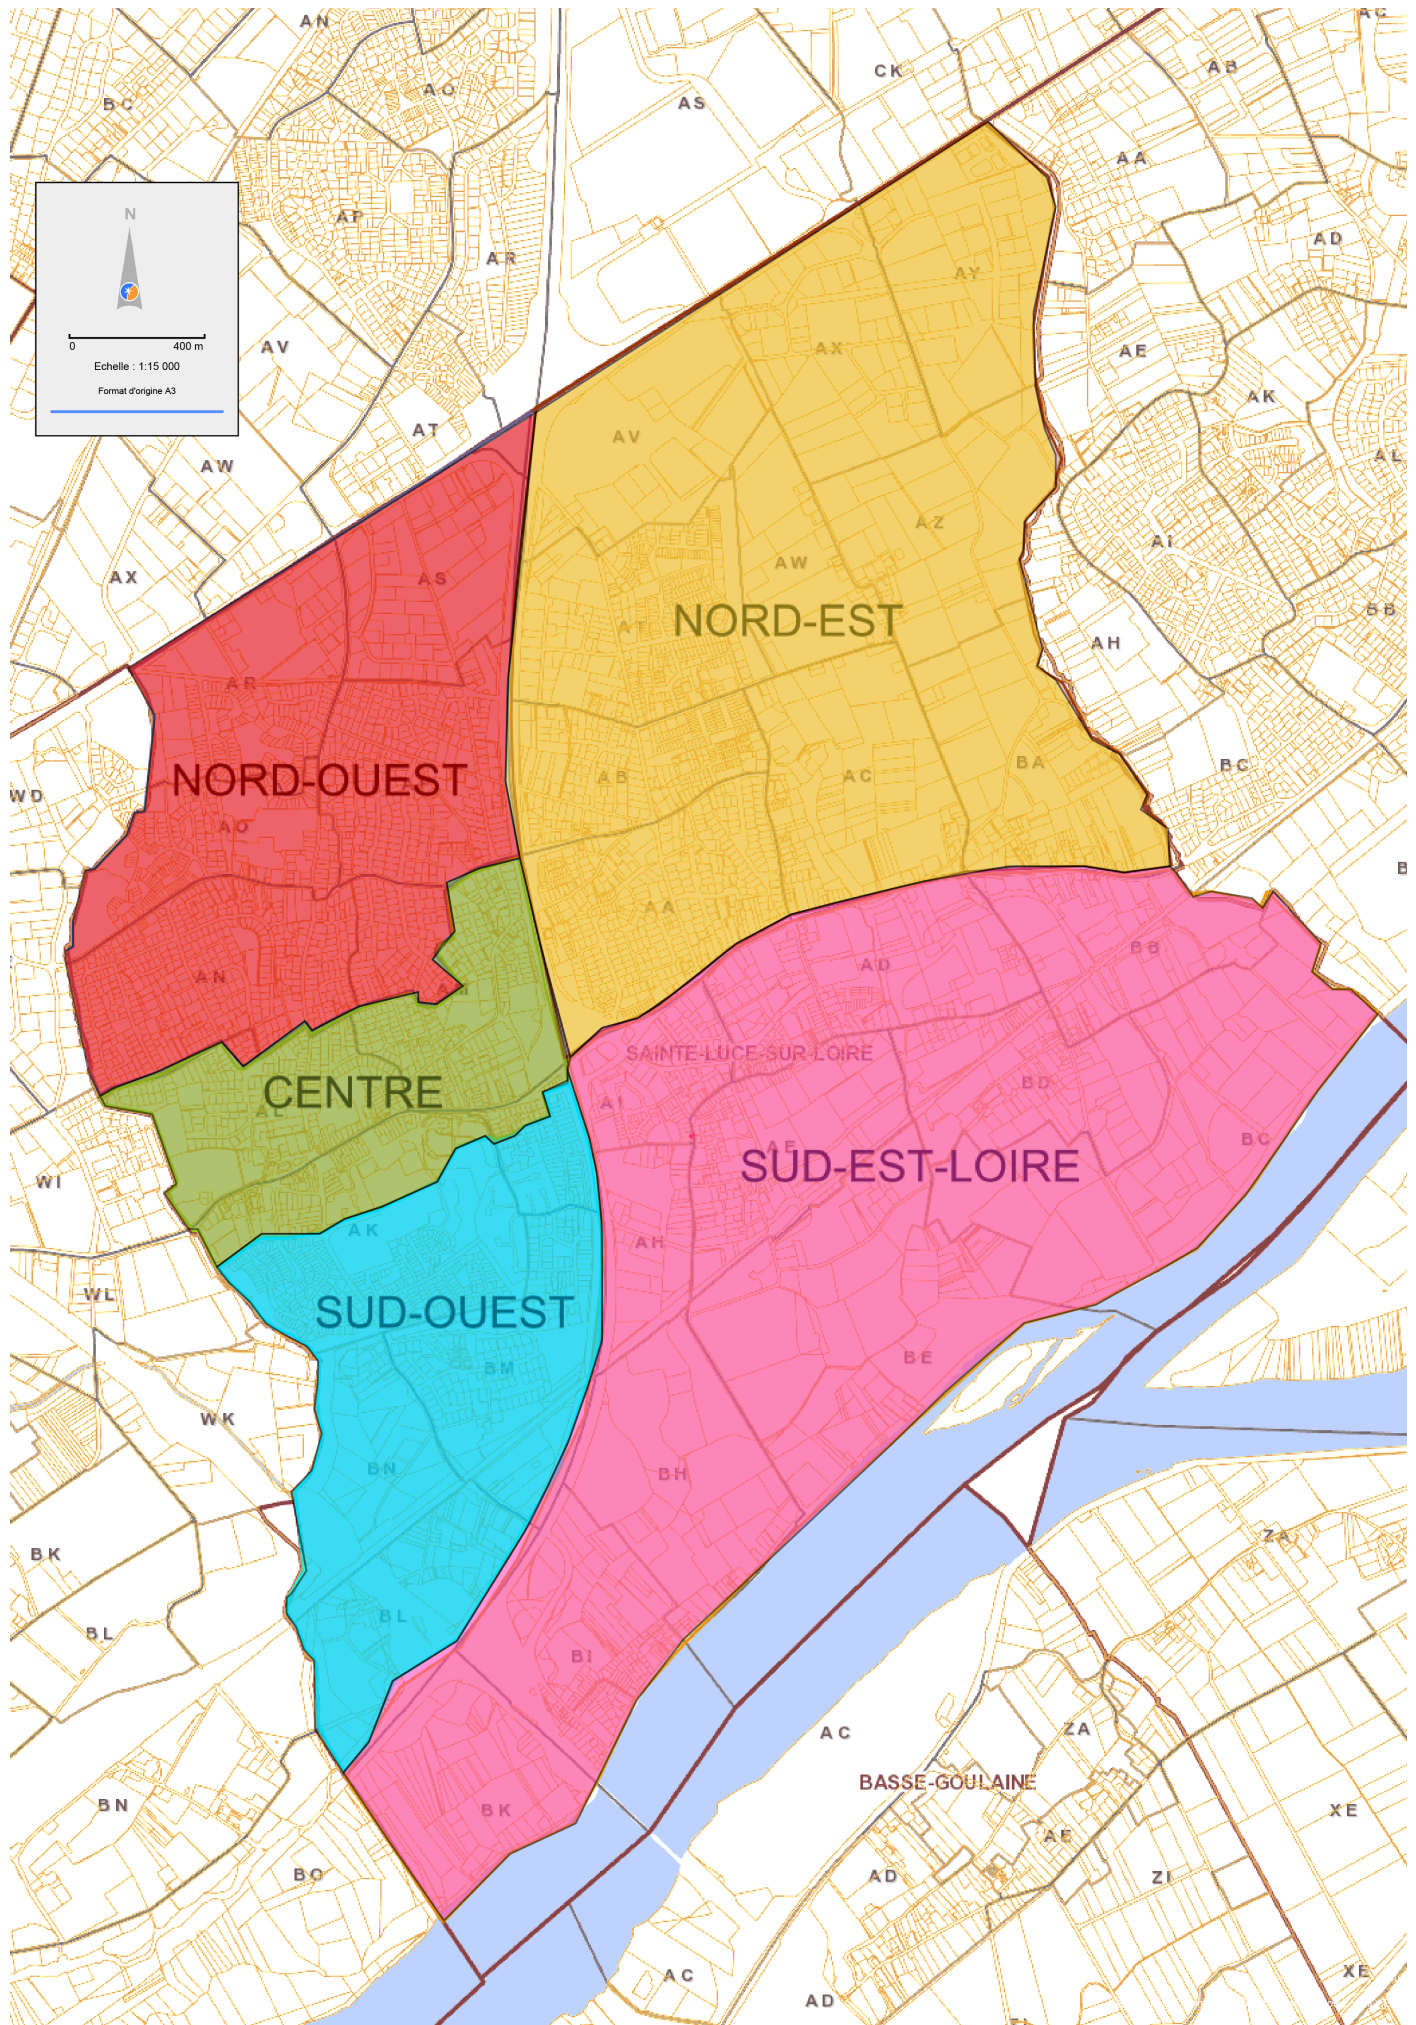 AN
AC
CK
AB
AO
AS
BC
AA
AP
N
AD
AR
AY
0 400 m
AV
AX
AE
Echelle : 1:15 000
Format d'origine A3
AK
AT
AV
AL
AW
AZ
AI
AW
AX
AS
BB
NORD-EST
AT
AH
AR
BA
BC
NORD-OUEST
AB
AC
WD
AO
AA
BB
AN
AD
SAINTE-LUCE-SUR-LOIRE
BD
CENTRE
AI
AL
AF
BC
SUD-EST-LOIRE
WI
AK
AH
WL
SUD-OUEST
BE
BM
WK
BN
BH
ZA
BK
BL
BL
BI
AC
ZA
BASSE-GOULAINE
BN
BK
XE
AE
BO
AD
ZI
AC
XE
AD